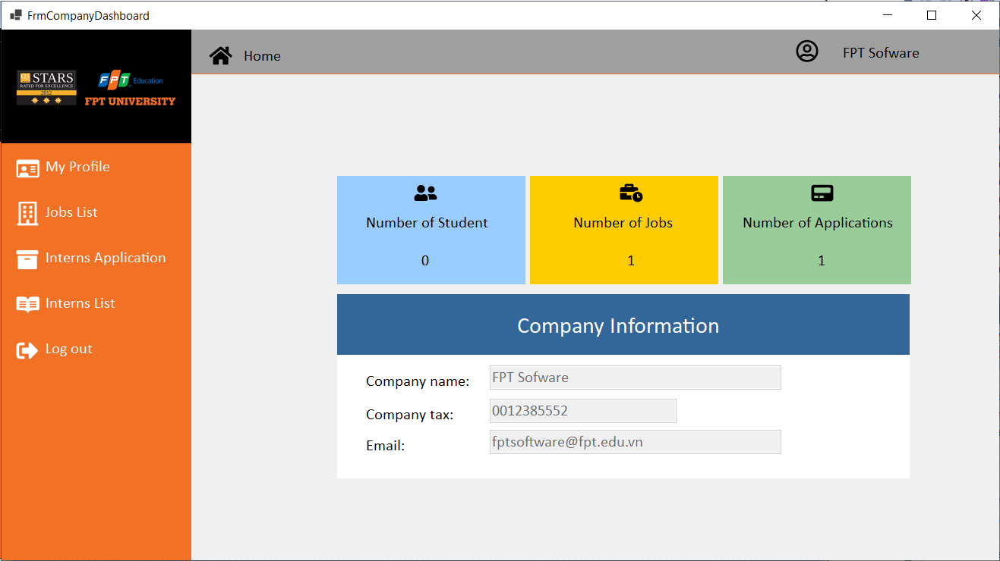 FrmCompanyDashboard
QS STARS
RATED FOR EXCELLENCE
2012
FPT Education
FPT UNIVERSITY
Home
FPT Sofware
My Profile
Jobs List
Interns Application
Interns List
Log out
Number of Student
0
Number of Jobs
1
Number of Applications
1
Company Information
Company name: FPT Sofware
Company tax: 0012385552
Email: fptsoftware@fpt.edu.vn